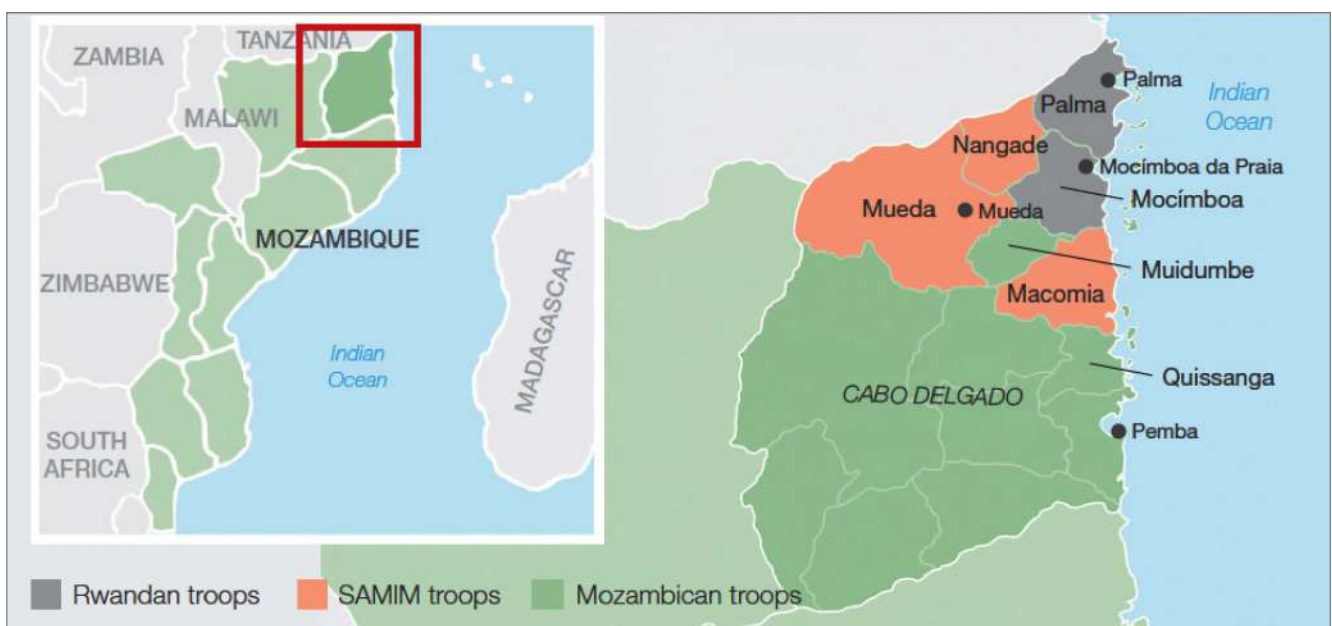 ZAMBIA
TANZANIA
MALAWI
MOZAMBIQUE
ZIMBABWE
Indian
Ocean
MADAGASCAR
SOUTH
AFRICA
Palma
Palma
Indian
Ocean
Nangade
Mocímboa da Praia
Mocímboa
Mueda
Mueda
Muidumbe
Macomia
Quissanga
CABO DELGADO
Pemba
Rwandan troops
SAMIM troops
Mozambican troops